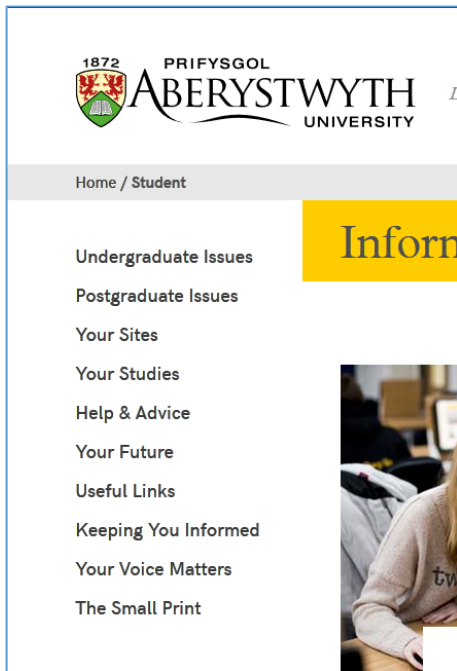 1872 PRIFYSGOL
ABERYSTWYTH
UNIVERSITY
Home / Student
Undergraduate Issues
Postgraduate Issues
Your Sites
Your Studies
Help & Advice
Your Future
Useful Links
Keeping You Informed
Your Voice Matters
The Small Print